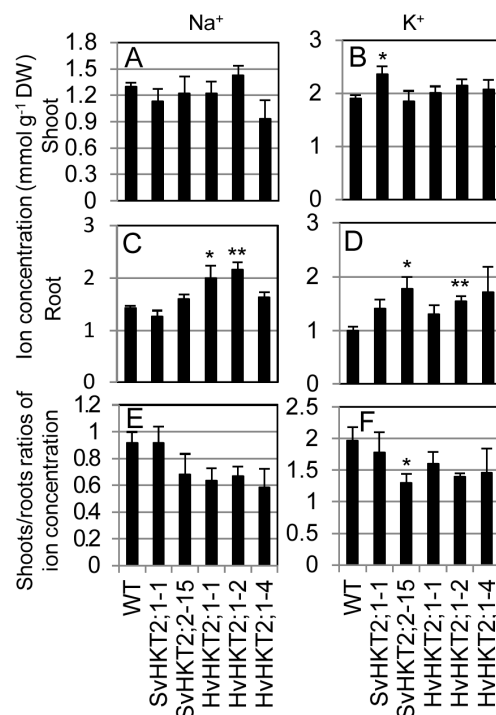 Na⁺
K⁺
Ion concentration (mmol g⁻¹ DW)
Shoot
Root
Shoots/roots ratios of
ion concentration
A
1.8
1.5
1.2
0.9
0.6
0.3
0
B
*
3
2
1
0
C
* **
3
2
1
0
D
* **
3
2
1
0
E
1.2
1
0.8
0.6
0.4
0.2
0
F
*
2.5
2
1.5
1
0.5
0
WT
SvHKT2;1-1
SvHKT2;2-15
HvHKT2;1-1
HvHKT2;1-2
HvHKT2;1-4
WT
SvHKT2;1-1
SvHKT2;2-15
HvHKT2;1-1
HvHKT2;1-2
HvHKT2;1-4